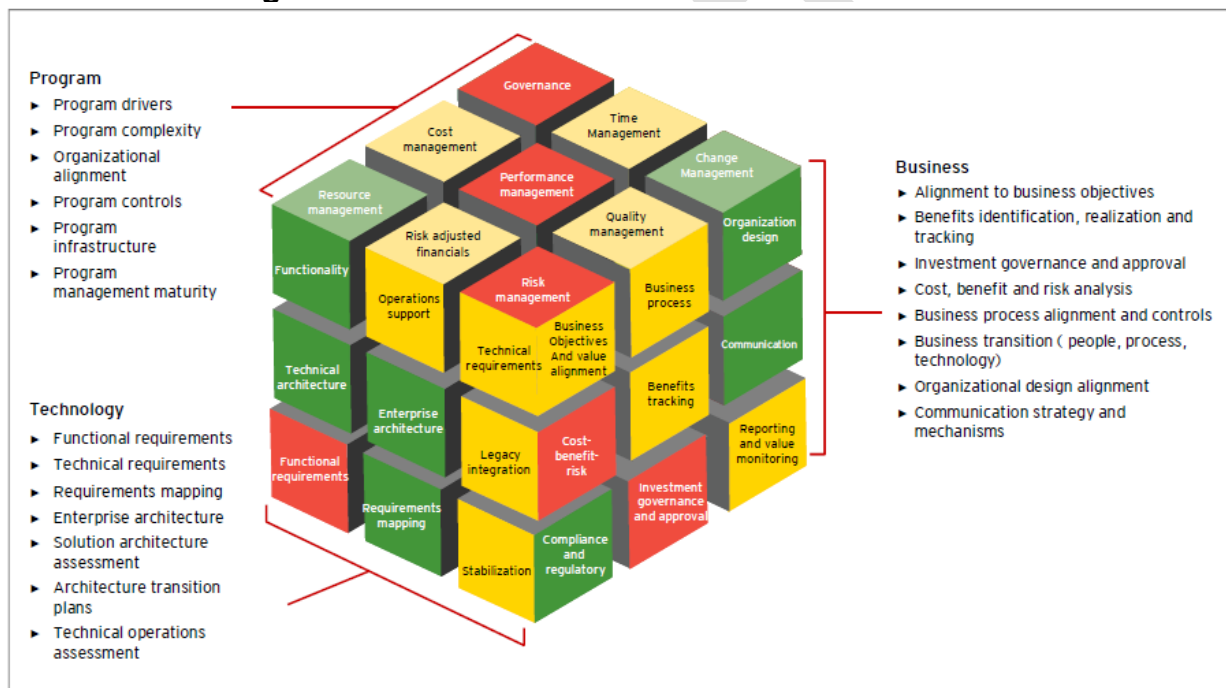 Program
► Program drivers
► Program complexity
► Organizational
alignment
► Program controls
► Program
infrastructure
► Program
management maturity
Technology
► Functional requirements
► Technical requirements
► Requirements mapping
► Enterprise architecture
► Solution architecture
assessment
► Architecture transition
plans
► Technical operations
assessment
Governance
Cost
management
Time
Management
Resource
management
Performance
management
Change
Management
Risk adjusted
financials
Quality
management
Risk
management
Functionality
Operations
support
Technical
requirements
Business
Objectives
And value
alignment
Business
process
Organization
design
Technical
architecture
Enterprise
architecture
Legacy
integration
Cost-
benefit-
risk
Benefits
tracking
Communication
Functional
requirements
Requirements
mapping
Stabilization
Compliance
and
regulatory
Investment
governance
and approval
Reporting
and value
monitoring
Business
► Alignment to business objectives
► Benefits identification, realization and
tracking
► Investment governance and approval
► Cost, benefit and risk analysis
► Business process alignment and controls
► Business transition ( people, process,
technology)
► Organizational design alignment
► Communication strategy and
mechanisms